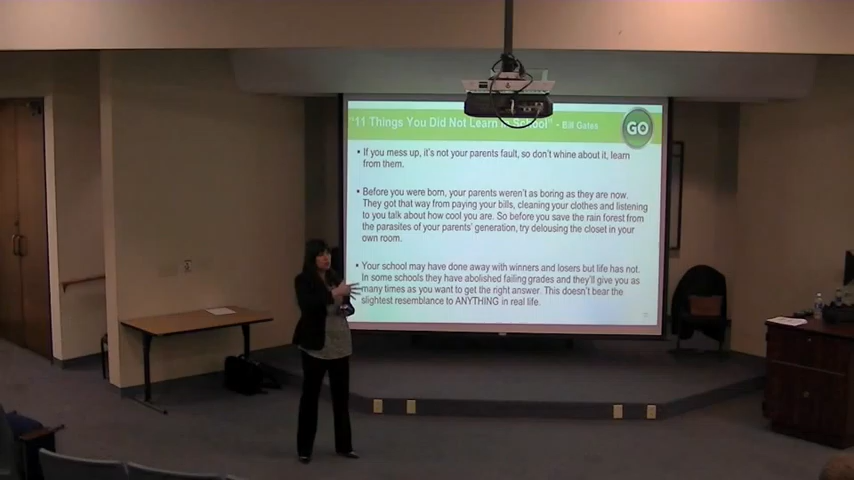 "11 Things You Did Not Learn in School" - Bill Gates
GO
• If you mess up, it's not your parents fault, so don't whine about it, learn
from them.
• Before you were born, your parents weren't as boring as they are now.
They got that way from paying your bills, cleaning your clothes and listening
to you talk about how cool you are. So before you save the rain forest from
the parasites of your parents' generation, try delousing the closet in your
own room.
• Your school may have done away with winners and losers but life has not.
In some schools they have abolished failing grades and they'll give you as
many times as you want to get the right answer. This doesn't bear the
slightest resemblance to ANYTHING in real life.